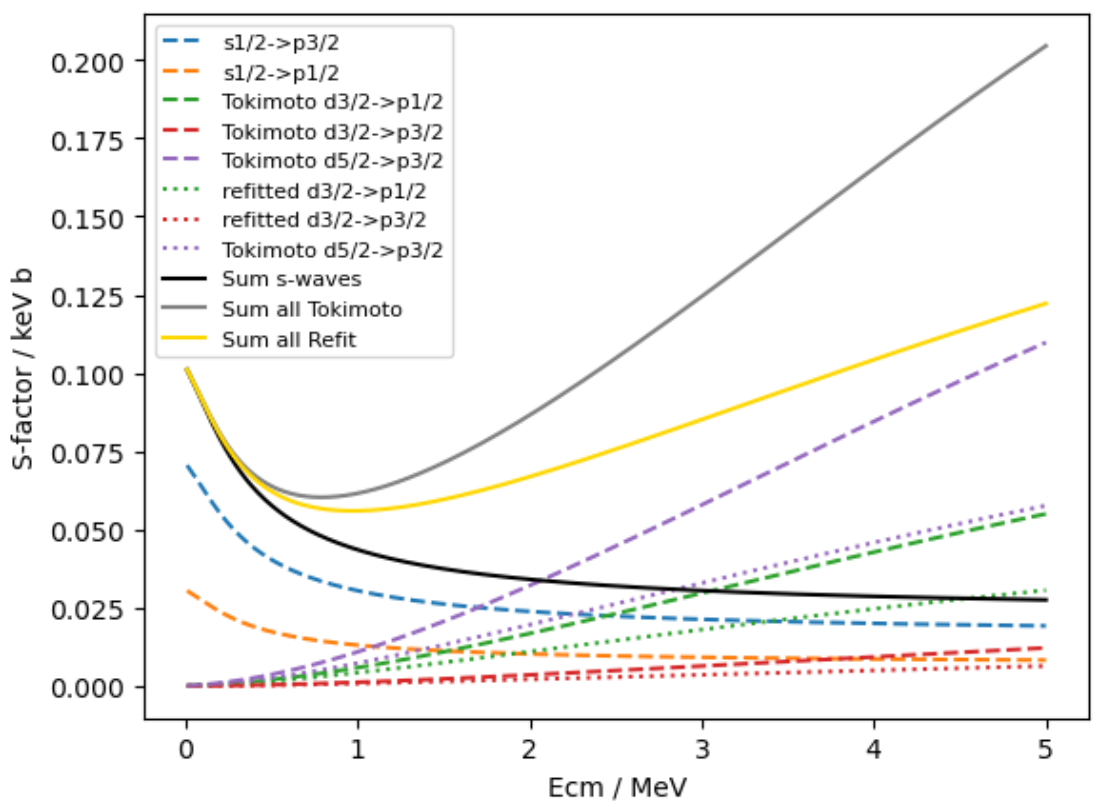 s1/2->p3/2
s1/2->p1/2
Tokimoto d3/2->p1/2
Tokimoto d3/2->p3/2
Tokimoto d5/2->p3/2
refitted d3/2->p1/2
refitted d3/2->p3/2
Tokimoto d5/2->p3/2
Sum s-waves
Sum all Tokimoto
Sum all Refit
S-factor / keV b
0.200
0.175
0.150
0.125
0.100
0.075
0.050
0.025
0.000
0 1 2 3 4 5
Ecm / MeV